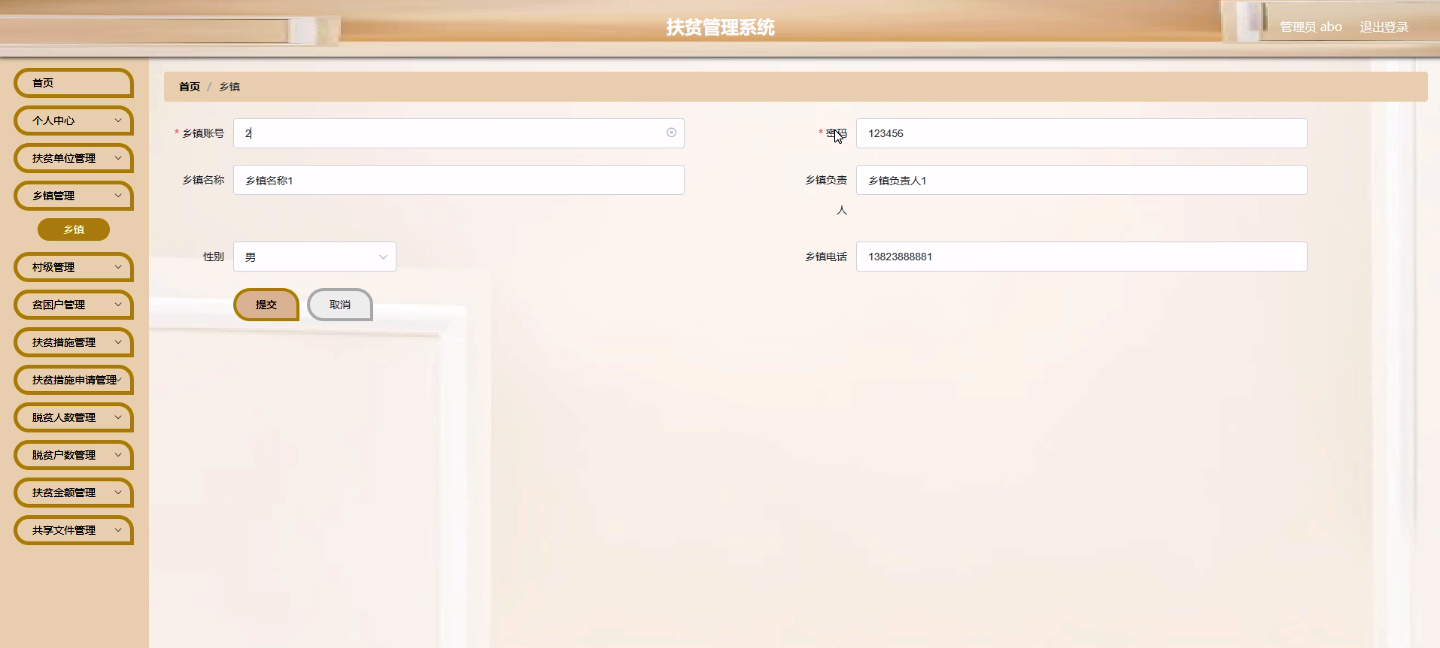 扶贫管理系统
管理员 abo 退出登录
首页
个人中心
扶贫单位管理
乡镇管理
乡镇
村级管理
贫困户管理
扶贫措施管理
扶贫措施申请管理
脱贫人数管理
脱贫户数管理
扶贫金额管理
共享文件管理
首页 / 乡镇
* 乡镇账号 2
* 密码 123456
乡镇名称 乡镇名称1
乡镇负责人 乡镇负责人1
性别 男
乡镇电话 13823888881
提交 取消